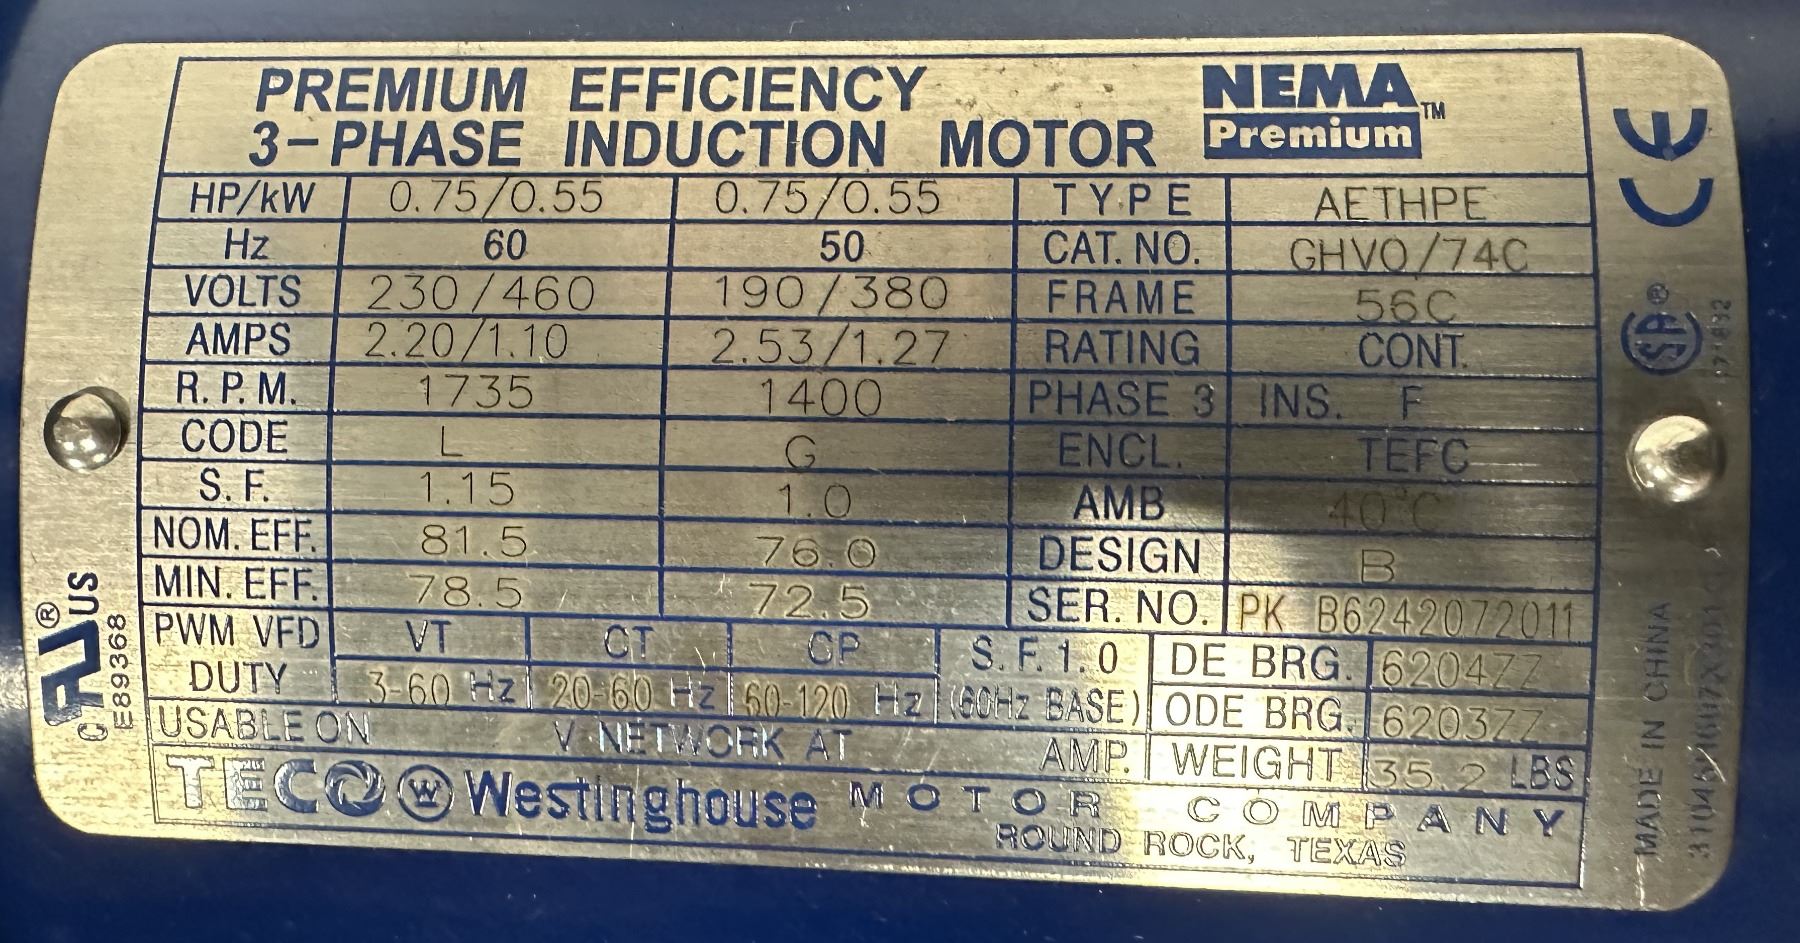 PREMIUM EFFICIENCY
3-PHASE INDUCTION MOTOR
NEMA™
Premium
HP/kW 0.75/0.55 0.75/0.55 TYPE AETHPE
Hz 60 50 CAT. NO. GHVO/74C
VOLTS 230/460 190/380 FRAME 56C
AMPS 2.20/1.10 2.53/1.27 RATING CONT.
R.P.M. 1735 1400 PHASE 3 INS. F
CODE L G ENCL. TEFC
S.F. 1.15 1.0 AMB 40°C
NOM. EFF. 81.5 76.0 DESIGN B
MIN. EFF. 78.5 72.5 SER. NO. PK B6242072011
PWM VFD DUTY
VT CT CP S.F.1.0
3-60 Hz 20-60 Hz 60-120 Hz (60Hz BASE)
DE BRG. 6204ZZ
ODE BRG. 6203ZZ
USABLE ON V NETWORK AT AMP.
WEIGHT 35.2 LBS
TECO W Westinghouse MOTOR COMPANY
ROUND ROCK, TEXAS
C UL® US
E89368
CE
SA®
MADE IN CHINA